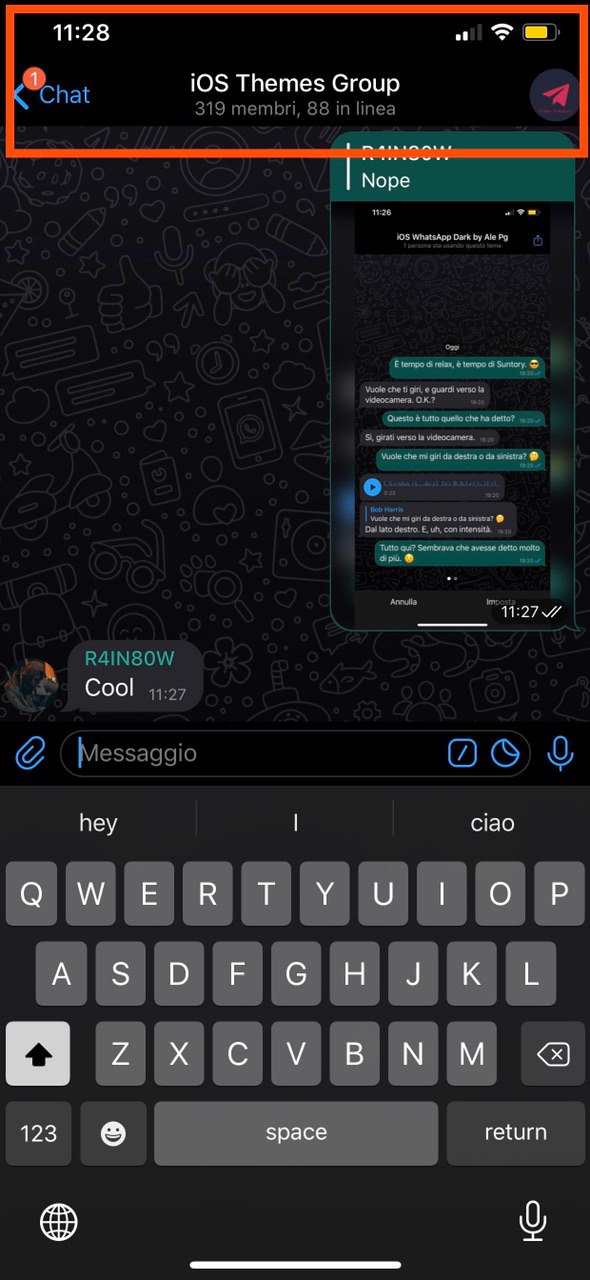 11:28
1
Chat
iOS Themes Group
319 membri, 88 in linea
R4IN80W
Nope
11:26
iOS WhatsApp Dark by Ale Pg
1 persona sta usando questo tema
Oggi
È tempo di relax, è tempo di Suntory. 😎
19:20
Vuole che ti giri, e guardi verso la
videocamera. O.K.?
19:20
Questo è tutto quello che ha detto?
19:20
Sì, girati verso la videocamera.
19:20
Vuole che mi giri da destra o da sinistra? 🤔
19:20
0:23
19:20
Bob Harris
Vuole che mi giri da destra o da sinistra? 🤔
Dal lato destro. E, uh, con intensità.
19:20
Tutto qui? Sembrava che avesse detto molto
di più. 😯
19:20
Annulla
Imposta
11:27
R4IN80W
Cool
11:27
Messaggio
hey I ciao
Q W E R T Y U I O P
A S D F G H J K L
Z X C V B N M
123 space return